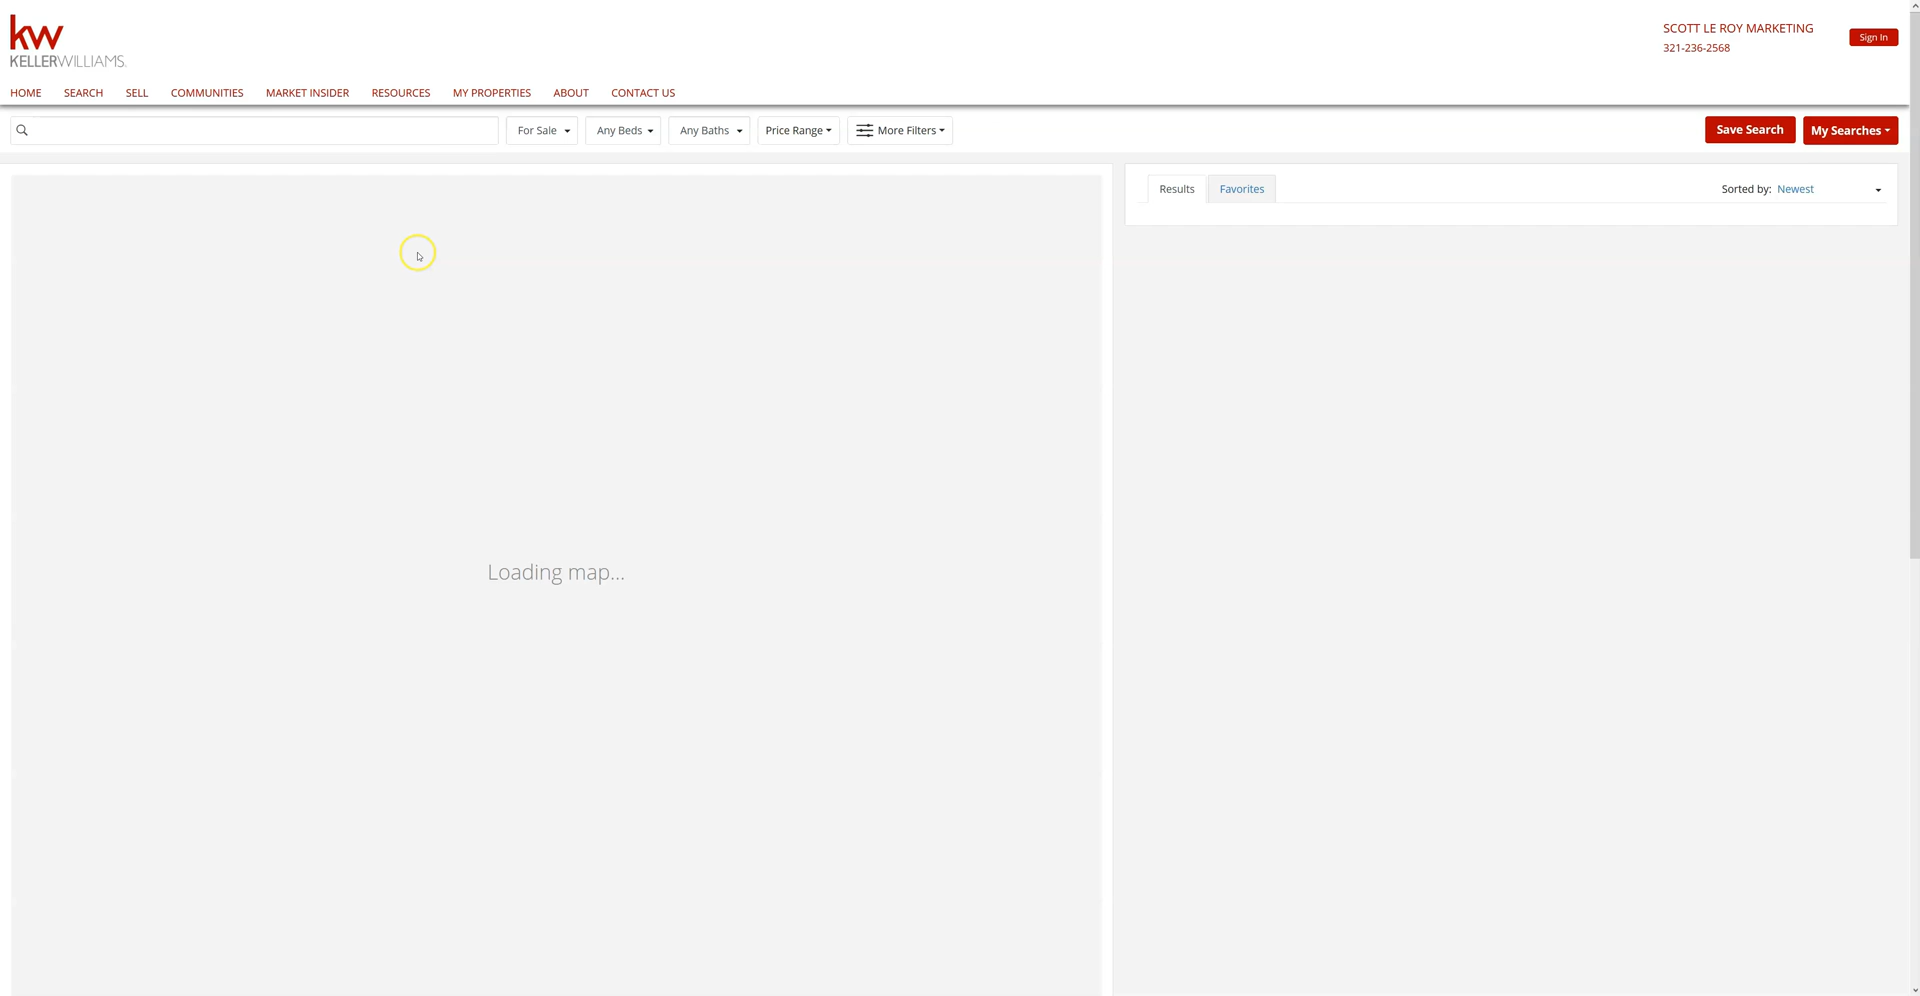 kw
KELLERWILLIAMS.
SCOTT LE ROY MARKETING
321-236-2568
Sign In
HOME SEARCH SELL COMMUNITIES MARKET INSIDER RESOURCES MY PROPERTIES ABOUT CONTACT US
For Sale Any Beds Any Baths Price Range More Filters Save Search My Searches
Results Favorites Sorted by: Newest
Loading map...